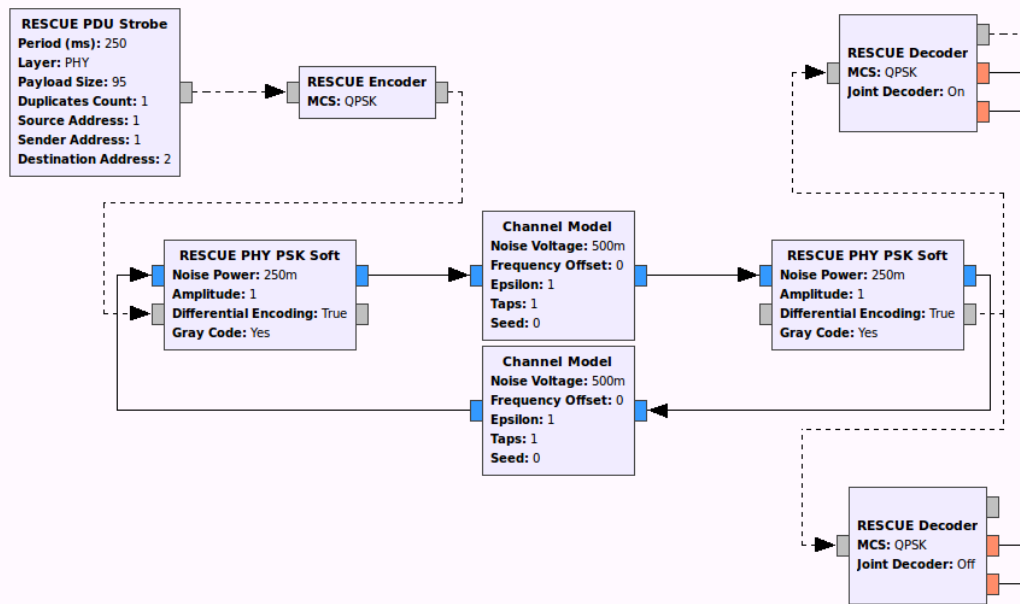 RESCUE PDU Strobe
Period (ms): 250
Layer: PHY
Payload Size: 95
Duplicates Count: 1
Source Address: 1
Sender Address: 1
Destination Address: 2
RESCUE Encoder
MCS: QPSK
RESCUE Decoder
MCS: QPSK
Joint Decoder: On
RESCUE PHY PSK Soft
Noise Power: 250m
Amplitude: 1
Differential Encoding: True
Gray Code: Yes
Channel Model
Noise Voltage: 500m
Frequency Offset: 0
Epsilon: 1
Taps: 1
Seed: 0
RESCUE PHY PSK Soft
Noise Power: 250m
Amplitude: 1
Differential Encoding: True
Gray Code: Yes
Channel Model
Noise Voltage: 500m
Frequency Offset: 0
Epsilon: 1
Taps: 1
Seed: 0
RESCUE Decoder
MCS: QPSK
Joint Decoder: Off